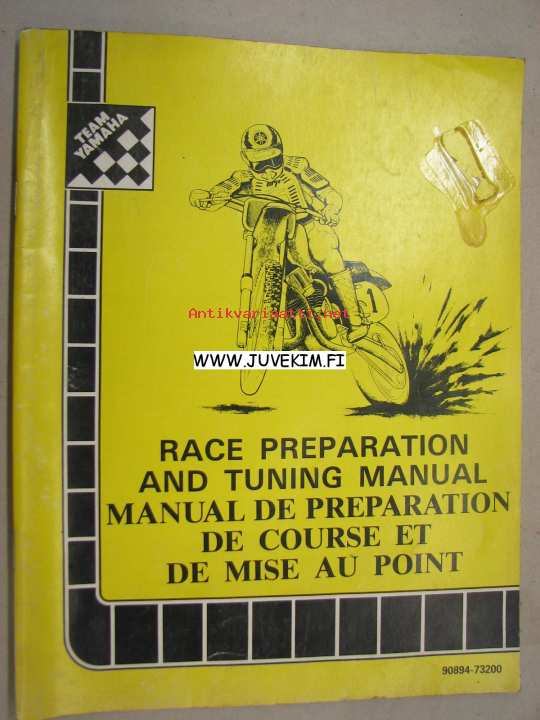 TEAM
YAMAHA
1
Antikvariaatit.net
WWW.JUVEKIM.FI
RACE PREPARATION
AND TUNING MANUAL
MANUAL DE PREPARATION
DE COURSE ET
DE MISE AU POINT
90894-73200